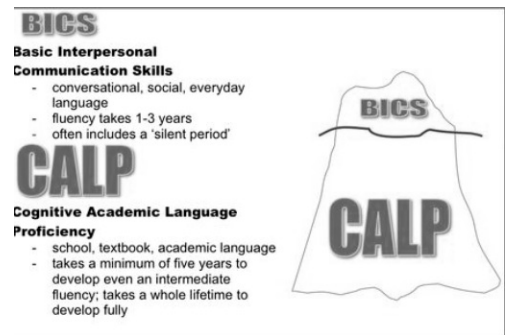 BICS
Basic Interpersonal
Communication Skills
- conversational, social, everyday
language
- fluency takes 1-3 years
- often includes a 'silent period'
CALP
Cognitive Academic Language
Proficiency
- school, textbook, academic language
- takes a minimum of five years to
develop even an intermediate
fluency; takes a whole lifetime to
develop fully
BICS
CALP